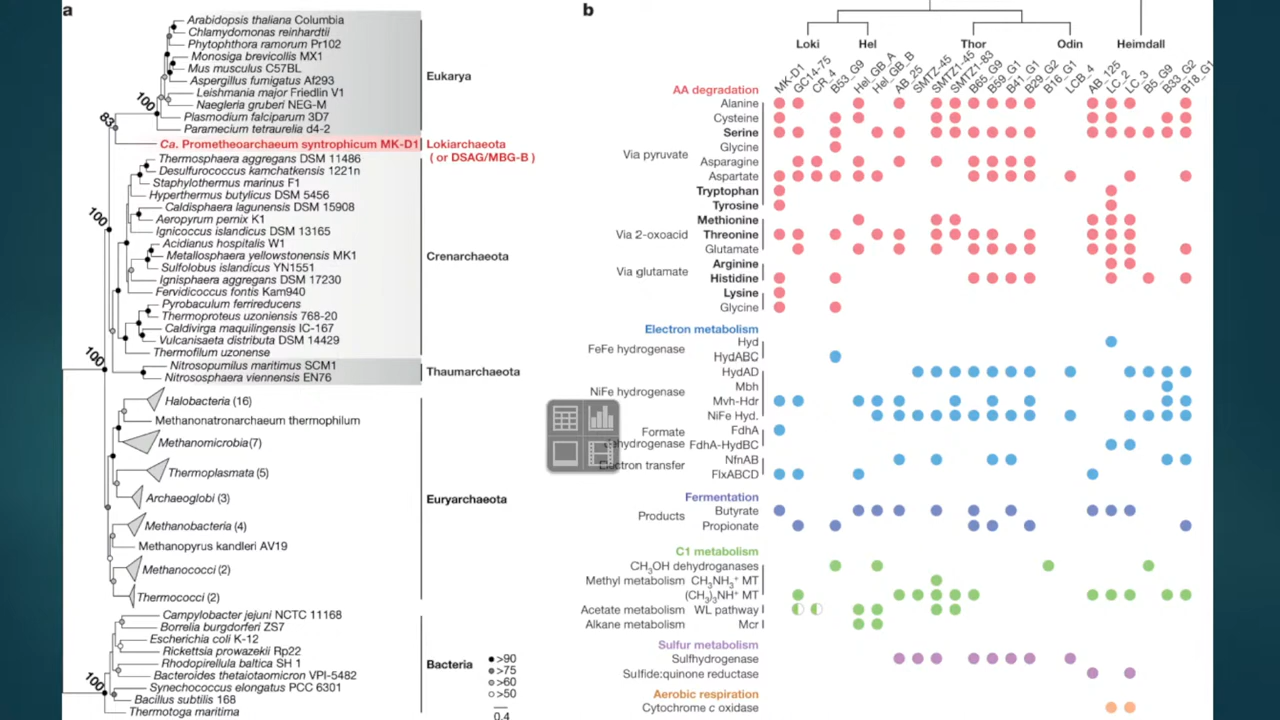 a
Arabidopsis thaliana Columbia
Chlamydomonas reinhardtii
Phytophthora ramorum Pr102
Monosiga brevicollis MX1
Mus musculus C57BL
Aspergillus fumigatus Af293
Leishmania major Friedlin V1
Naegleria gruberi NEG-M
Plasmodium falciparum 3D7
Paramecium tetraurelia d4-2
Eukarya
100
83
Ca. Prometheoarchaeum syntrophicum MK-D1
Lokiarchaeota
( or DSAG/MBG-B )
Thermosphaera aggregans DSM 11486
Desulfurococcus kamchatkensis 1221n
Staphylothermus marinus F1
Hyperthermus butylicus DSM 5456
Caldisphaera lagunensis DSM 15908
Aeropyrum pernix K1
Ignicoccus islandicus DSM 13165
Acidianus hospitalis W1
Metallosphaera yellowstonensis MK1
Sulfolobus islandicus YN1551
Ignisphaera aggregans DSM 17230
Fervidicoccus fontis Kam940
Pyrobaculum ferrireducens
Thermoproteus uzoniensis 768-20
Caldivirga maquilingensis IC-167
Vulcanisaeta distributa DSM 14429
Thermofilum uzonense
Crenarchaeota
100
Nitrosopumilus maritimus SCM1
Nitrososphaera viennensis EN76
Thaumarchaeota
100
Halobacteria (16)
Methanonatronarchaeum thermophilum
Methanomicrobia(7)
Thermoplasmata (5)
Archaeoglobi (3)
Methanobacteria (4)
Methanopyrus kandleri AV19
Methanococci (2)
Thermococci (2)
Euryarchaeota
Campylobacter jejuni NCTC 11168
Borrelia burgdorferi ZS7
Escherichia coli K-12
Rickettsia prowazekii Rp22
Rhodopirellula baltica SH 1
Bacteroides thetaiotaomicron VPI-5482
Synechococcus elongatus PCC 6301
Bacillus subtilis 168
Thermotoga maritima
Bacteria
100
>90
>75
>60
>50
0.4
b
Loki Hel Thor Odin Heimdall
MK-D1 GC14-75 CR_4 B53_G9 Hel_GB_A Hel_GB_B AB_25 SMTZ-45 SMTZ1-45 SMTZ1-83 B65_G9 B59_G1 B41_G1 B29_G2 B16_G1 LCB_4 AB_125 LC_2 LC_3 B5_G9 B33_G2 B18_G1
AA degradation
Alanine
Cysteine
Serine
Glycine
Via pyruvate
Asparagine
Aspartate
Tryptophan
Tyrosine
Methionine
Via 2-oxoacid Threonine
Glutamate
Arginine
Via glutamate
Histidine
Lysine
Glycine
Electron metabolism
Hyd
FeFe hydrogenase
HydABC
HydAD
Mbh
NiFe hydrogenase
Mvh-Hdr
NiFe Hyd.
Formate FdhA
dehydrogenase FdhA-HydBC
NfnAB
Electron transfer
FlxABCD
Fermentation
Butyrate
Products
Propionate
C1 metabolism
CH3OH dehydroganases
Methyl metabolism CH3NH3+ MT
(CH3)3NH+ MT
Acetate metabolism WL pathway
Alkane metabolism Mcr
Sulfur metabolism
Sulfhydrogenase
Sulfide:quinone reductase
Aerobic respiration
Cytochrome c oxidase